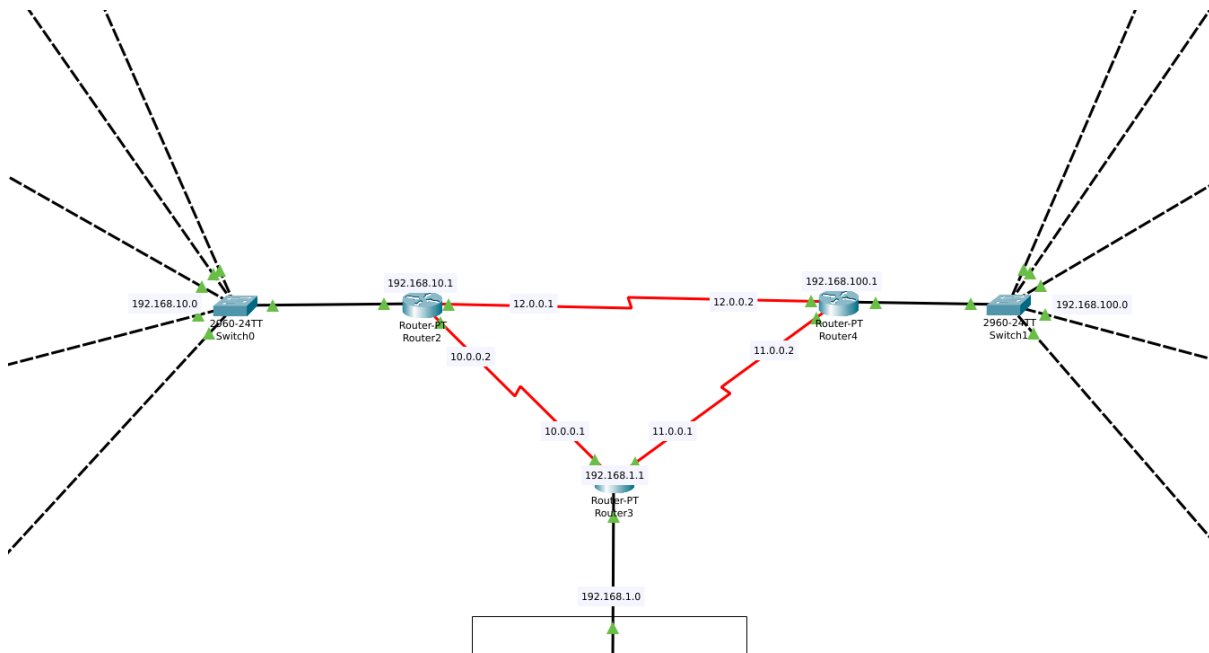 192.168.10.1
192.168.100.1
192.168.10.0
12.0.0.1
12.0.0.2
192.168.100.0
2960-24TT
Switch0
Router-PT
Router2
Router-PT
Router4
2960-24TT
Switch1
10.0.0.2
11.0.0.2
10.0.0.1
11.0.0.1
192.168.1.1
Router-PT
Router3
192.168.1.0